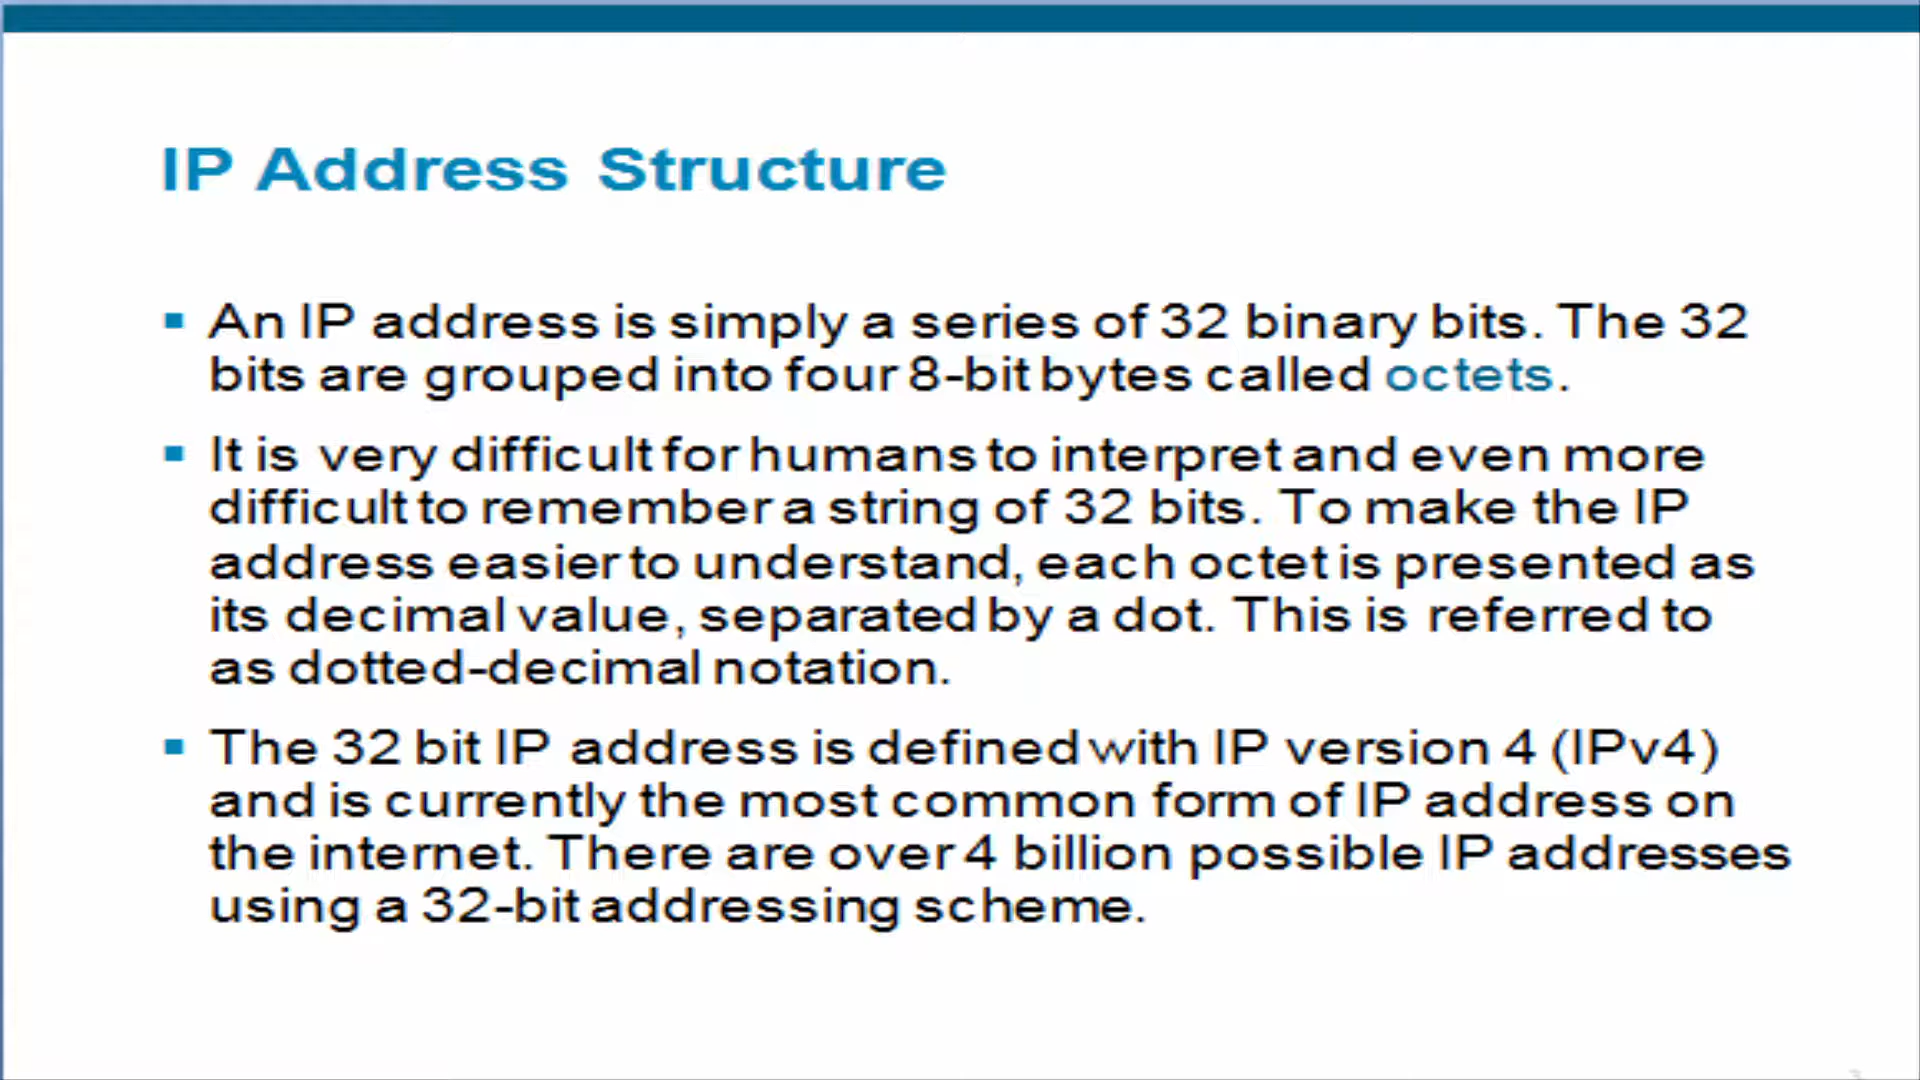 IP Address Structure
An IP address is simply a series of 32 binary bits. The 32
bits are grouped into four 8-bit bytes called octets.
It is very difficult for humans to interpret and even more
difficult to remember a string of 32 bits. To make the IP
address easier to understand, each octet is presented as
its decimal value, separated by a dot. This is referred to
as dotted-decimal notation.
The 32 bit IP address is defined with IP version 4 (IPv4)
and is currently the most common form of IP address on
the internet. There are over 4 billion possible IP addresses
using a 32-bit addressing scheme.